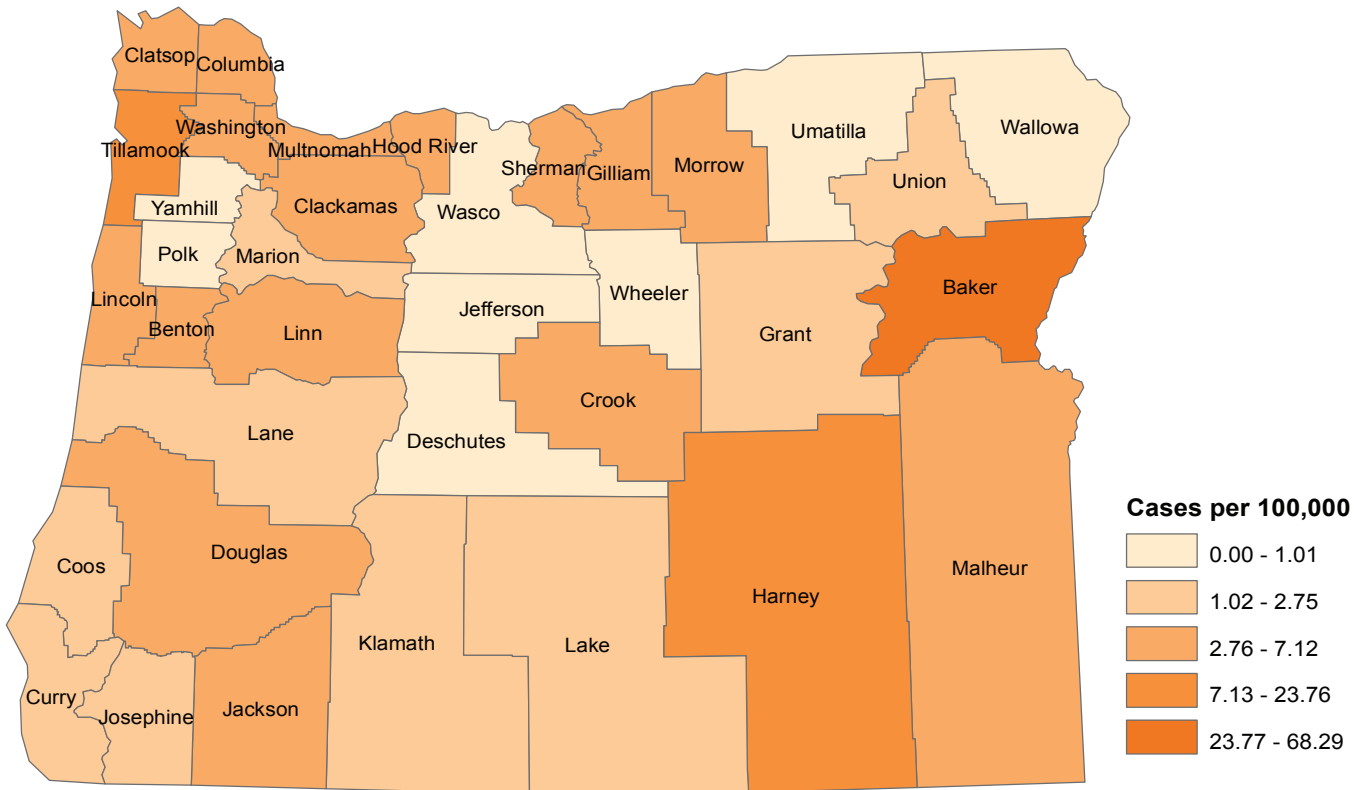 Clatsop
Columbia
Washington
Tillamook
Multnomah
Hood River
Sherman
Gilliam
Morrow
Umatilla
Wallowa
Union
Yamhill
Clackamas
Wasco
Polk
Marion
Lincoln
Benton
Linn
Jefferson
Wheeler
Grant
Baker
Crook
Lane
Deschutes
Coos
Douglas
Harney
Malheur
Klamath
Lake
Curry
Josephine
Jackson
Cases per 100,000
0.00 - 1.01
1.02 - 2.75
2.76 - 7.12
7.13 - 23.76
23.77 - 68.29